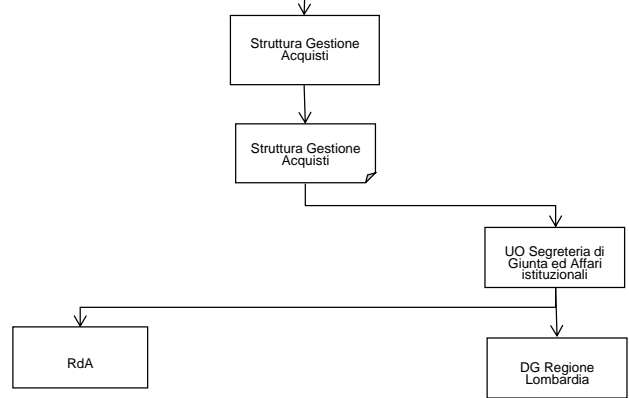 Struttura Gestione
Acquisti
Struttura Gestione
Acquisti
UO Segreteria di
Giunta ed Affari
istituzionali
RdA
DG Regione
Lombardia